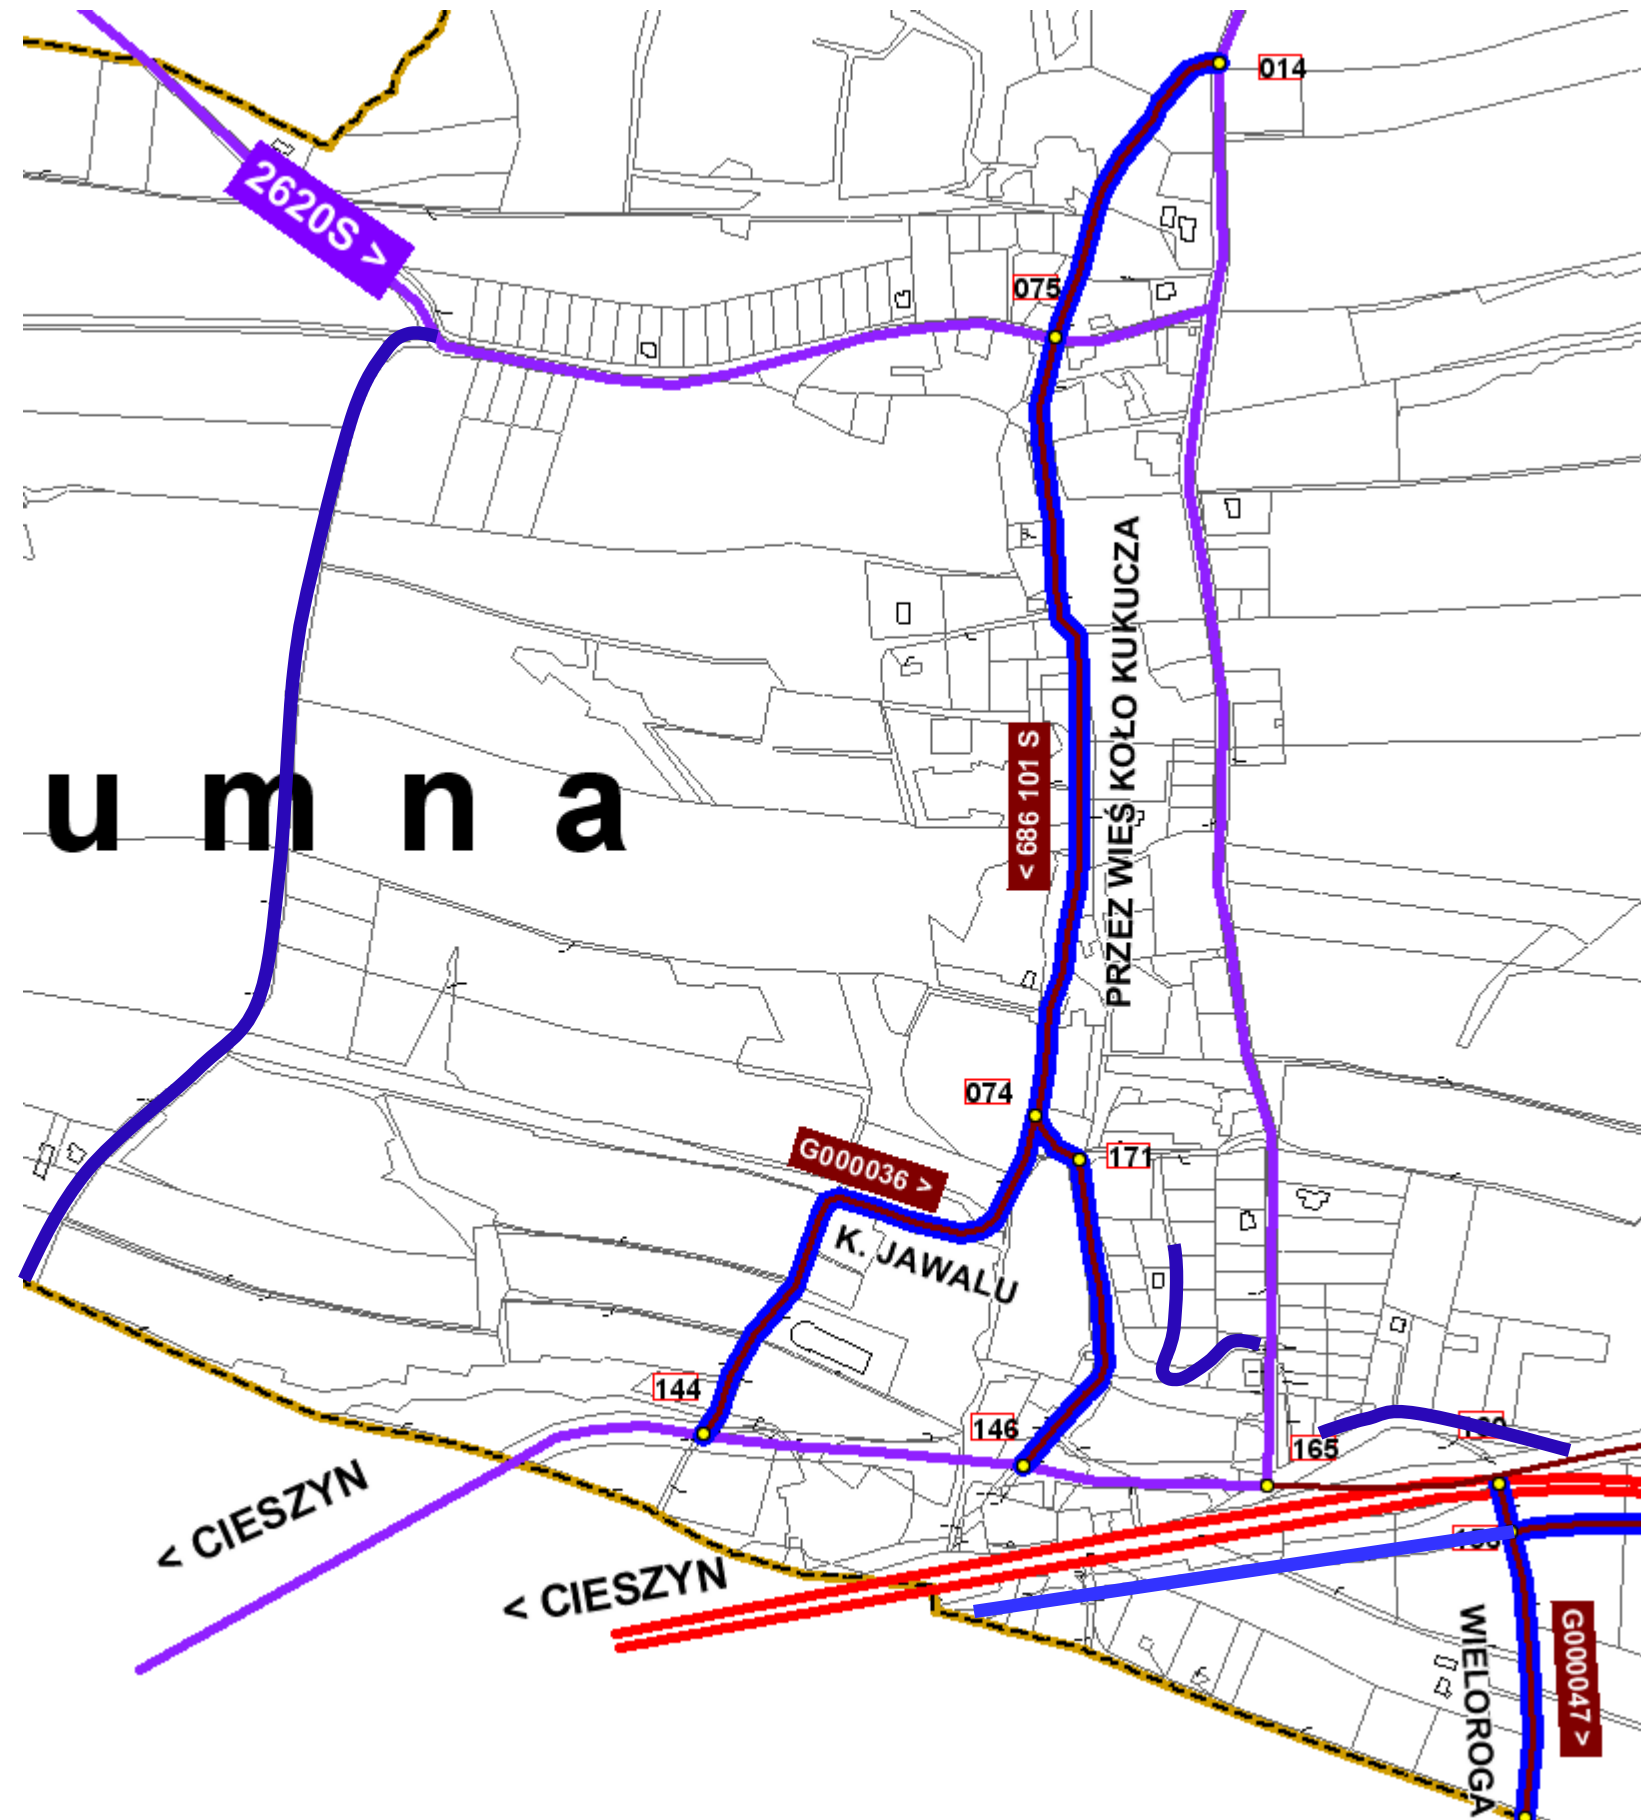 014
2620S >
075
PRZEZ WIEŚ KOŁO KUKUCZA
< 686 101 S
u m n a
074
171
G000036 >
K. JAWALU
144
146
165
< CIESZYN
< CIESZYN
WIELOROGA
G000047 >